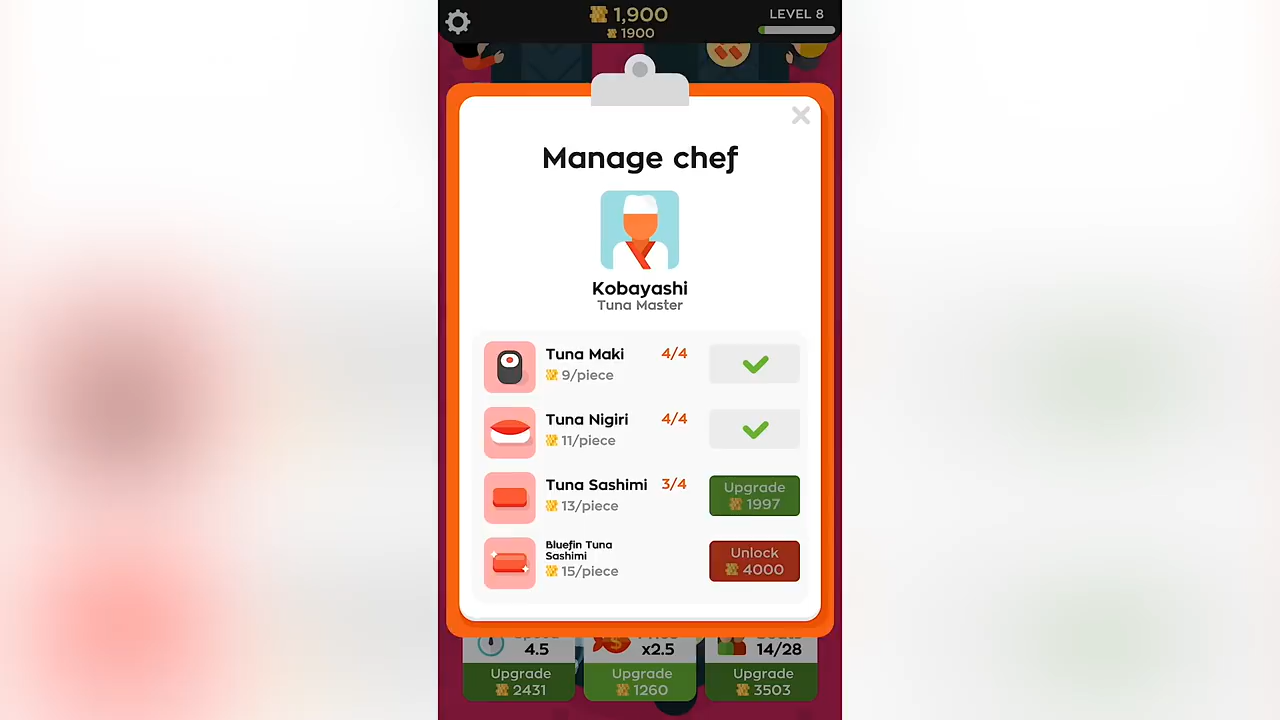 1,900
1900
LEVEL 8
Manage chef
Kobayashi
Tuna Master
Tuna Maki 4/4
9/piece
Tuna Nigiri 4/4
11/piece
Tuna Sashimi 3/4
13/piece
Upgrade
1997
Bluefin Tuna
Sashimi
15/piece
Unlock
4000
4.5
x2.5
14/28
Upgrade
2431
Upgrade
1260
Upgrade
3503